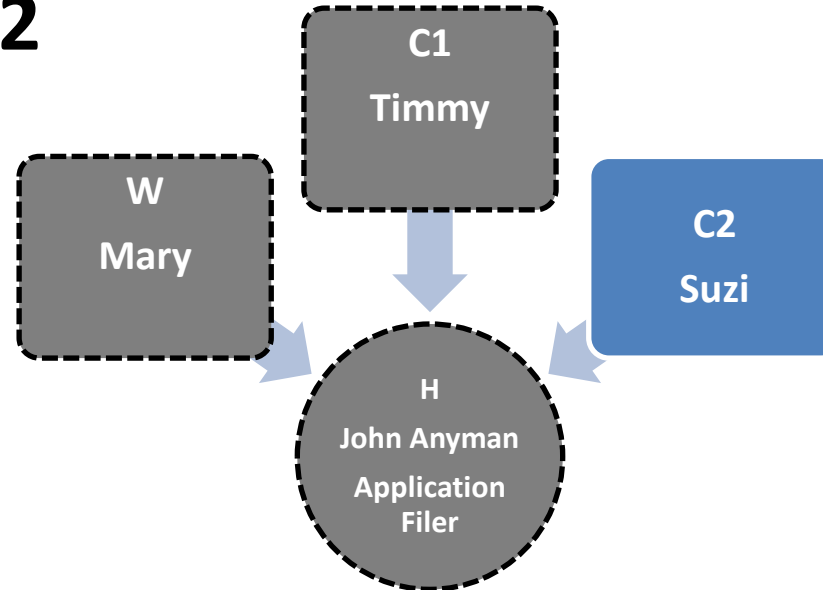 2
C1
Timmy
W
Mary
C2
Suzi
H
John Anyman
Application
Filer